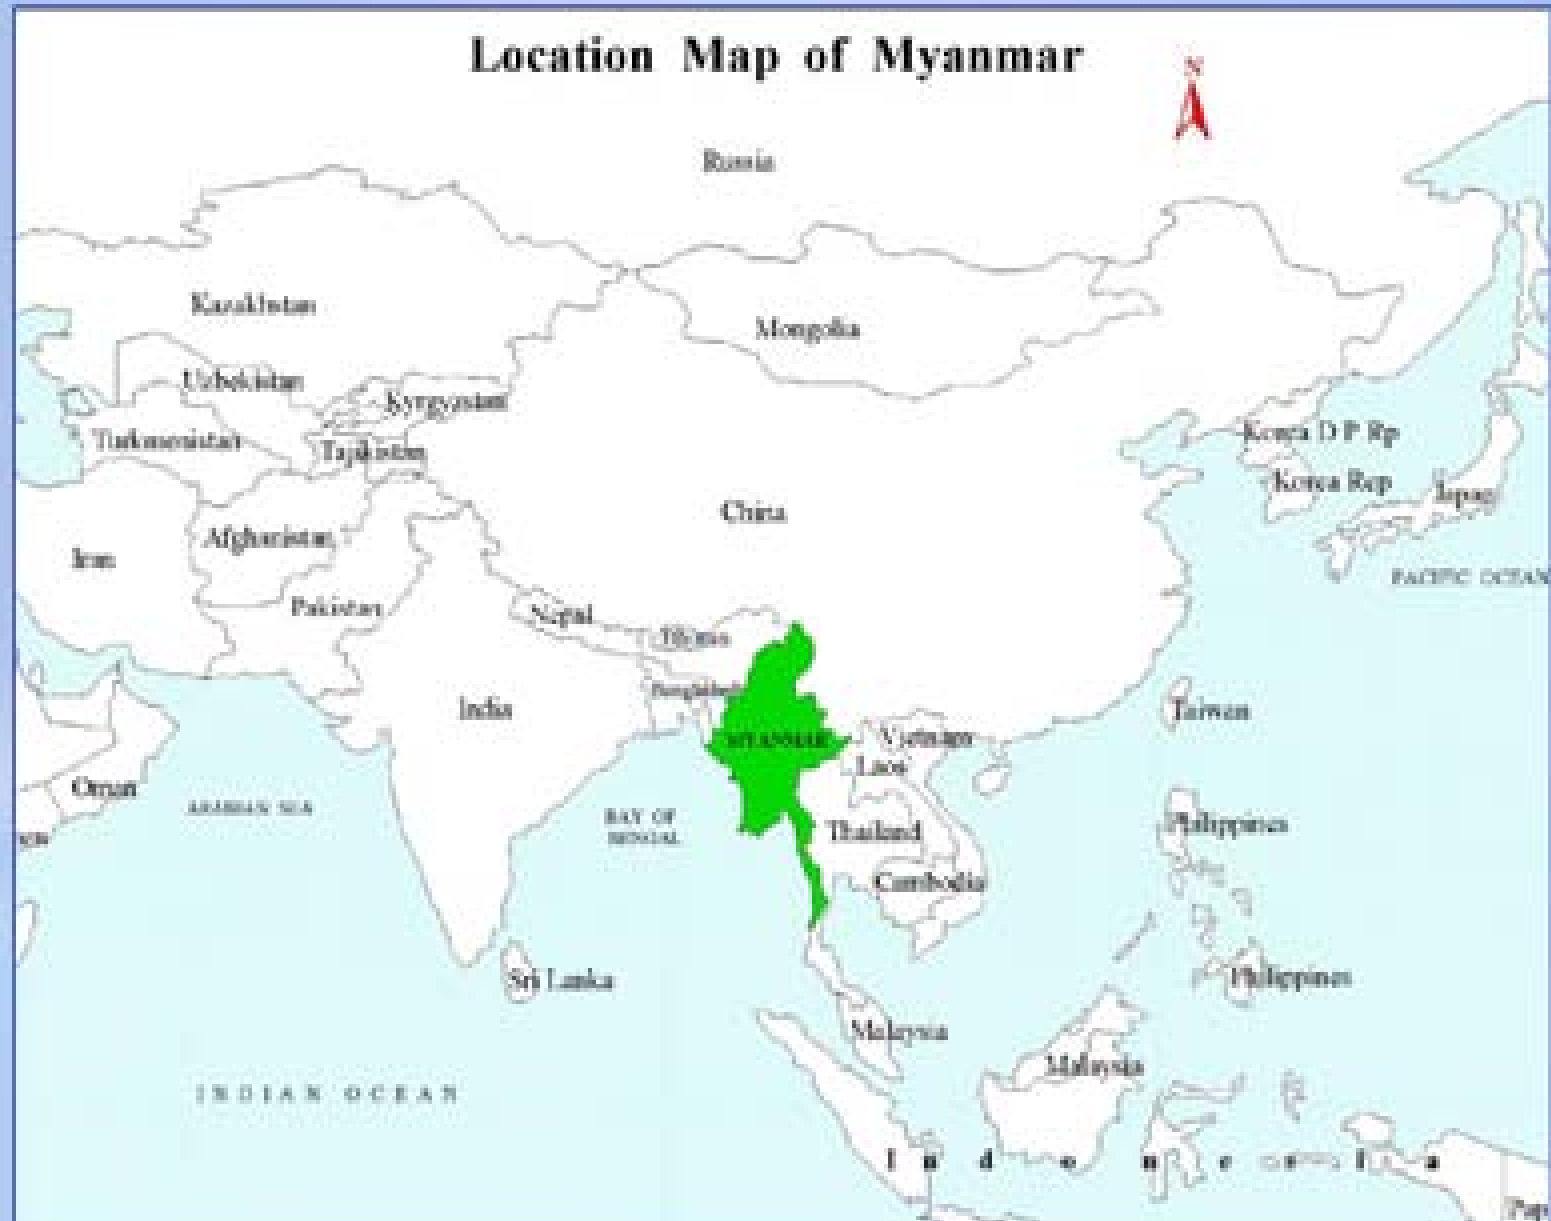 Location Map of Myanmar
N
Russia
Kazakhstan
Mongolia
Uzbekistan
Kyrgyzstan
Turkmenistan
Tajikistan
Korea D P Rp
Korea Rep
Japan
China
Afghanistan
Iran
PACIFIC OCEAN
Pakistan
Nepal
Bangladesh
India
Taiwan
MYANMAR
Vietnam
Laos
Oman
ARABIAN SEA
BAY OF
BENGAL
Thailand
Philippines
Cambodia
Sri Lanka
Philippines
Malaysia
Malaysia
INDIAN OCEAN
I n d o n e s i a